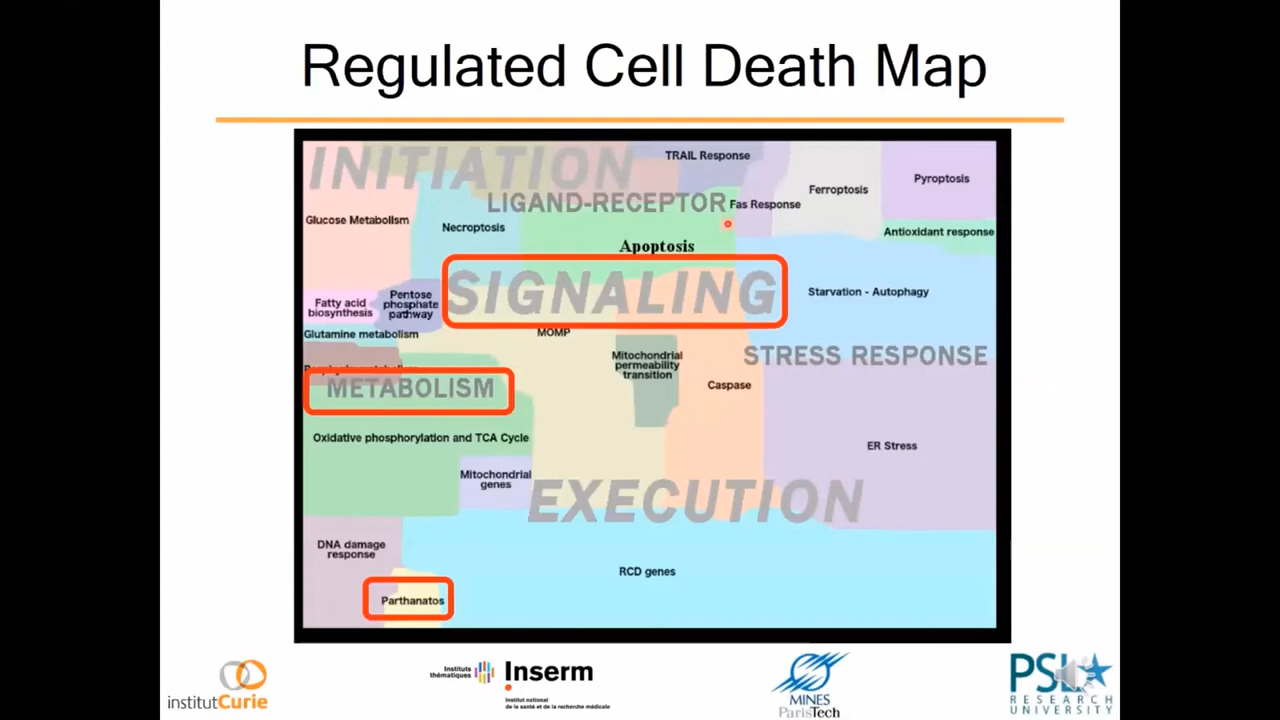 Regulated Cell Death Map
INITIATION
TRAIL Response
LIGAND-RECEPTOR
Fas Response
Ferroptosis
Pyroptosis
Glucose Metabolism
Necroptosis
Antioxidant response
Apoptosis
SIGNALING
Starvation - Autophagy
Fatty acid
biosynthesis
Pentose
phosphate
pathway
Glutamine metabolism
MOMP
Mitochondrial
permeability
transition
STRESS RESPONSE
METABOLISM
Caspase
Oxidative phosphorylation and TCA Cycle
ER Stress
Mitochondrial
genes
EXECUTION
DNA damage
response
RCD genes
Parthanatos
institutCurie
Instituts
thématiques
Inserm
Institut national
de la santé et de la recherche médicale
MINES
ParisTech
PSL
RESEARCH
UNIVERSITY